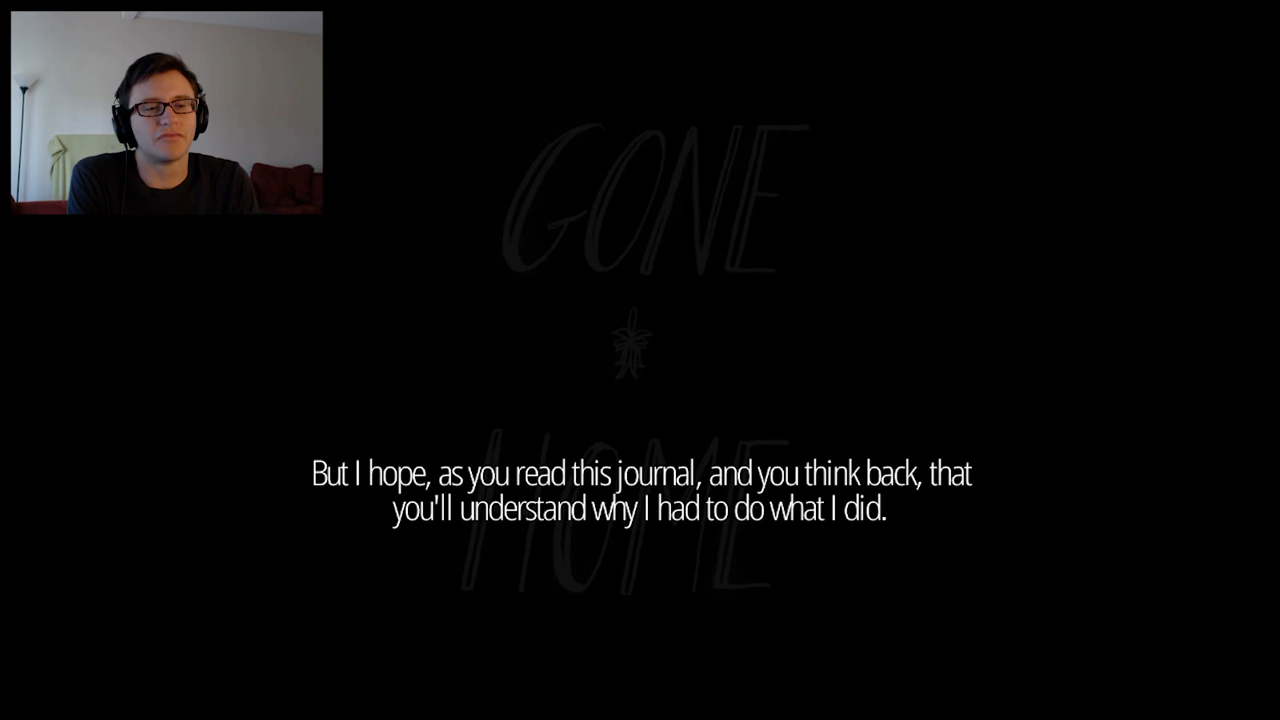 GONE
HOME
But I hope, as you read this journal, and you think back, that
you'll understand why I had to do what I did.